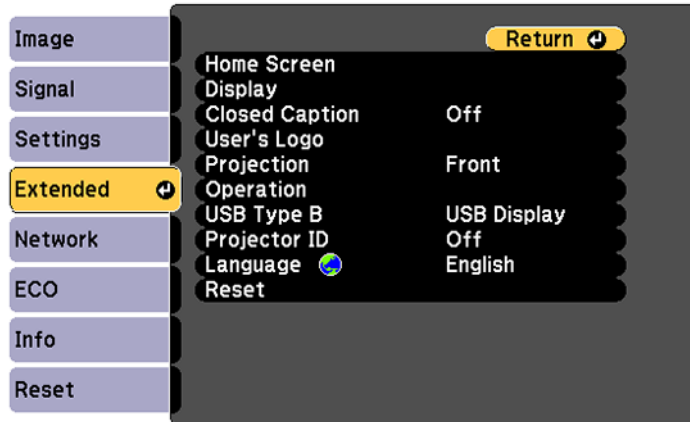 Image
Signal
Settings
Extended
Network
ECO
Info
Reset
Return
Home Screen
Display
Closed Caption Off
User's Logo
Projection Front
Operation
USB Type B USB Display
Projector ID Off
Language English
Reset